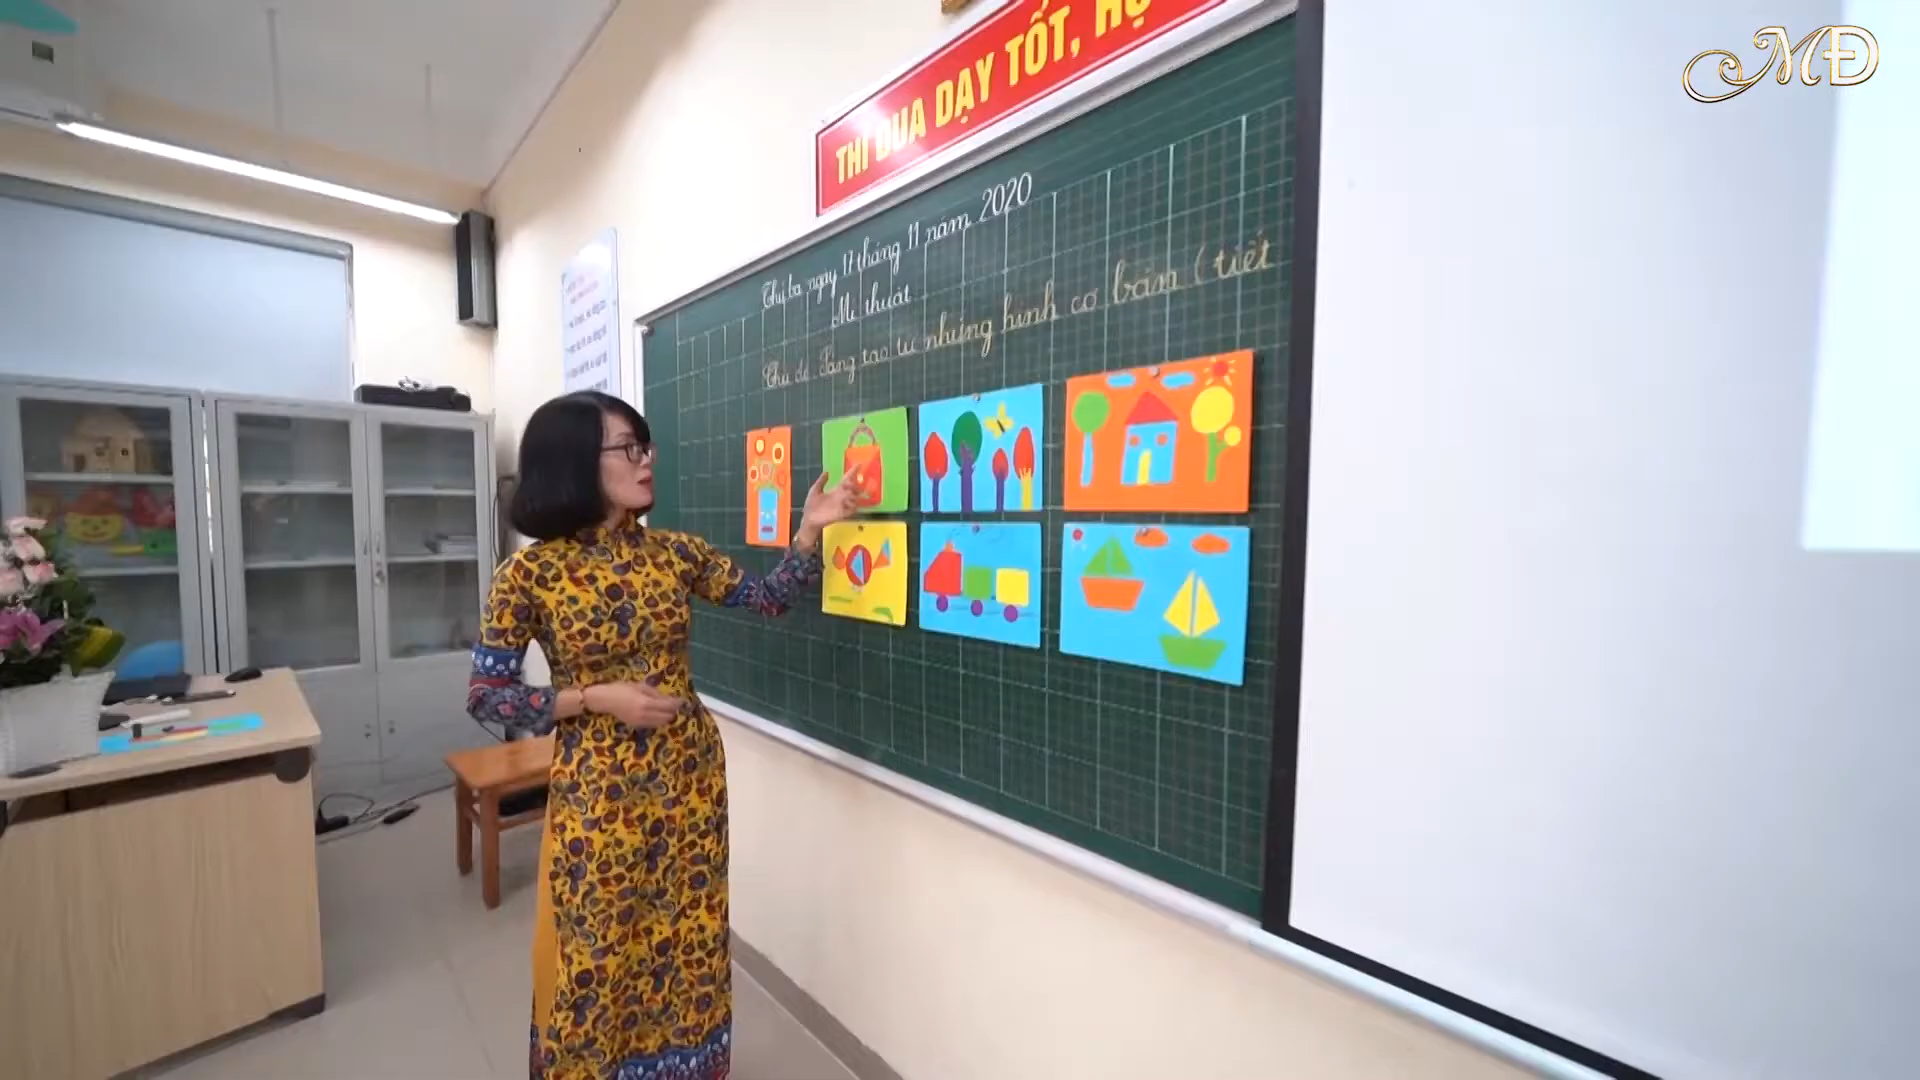 MĐ
THI ĐUA DẠY TỐT, HỌ
Thứ ba ngày 17 tháng 11 năm 2020
Mĩ thuật
Chủ đề: Sáng tạo từ những hình cơ bản (tiết